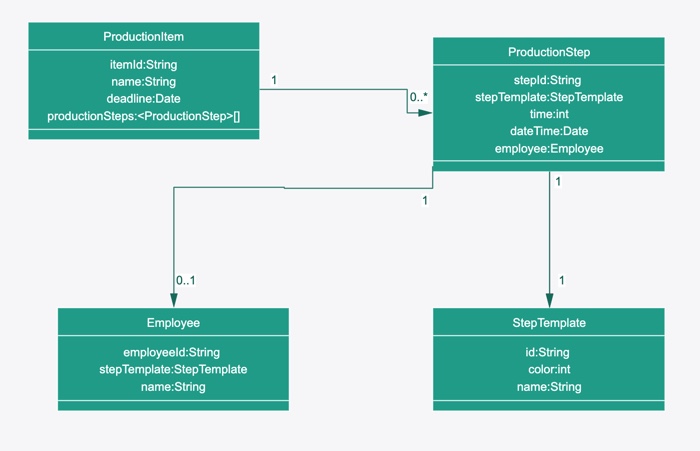 ProductionItem
itemId:String
name:String
deadline:Date
productionSteps:<ProductionStep>[]
1
0..*
ProductionStep
stepId:String
stepTemplate:StepTemplate
time:int
dateTime:Date
employee:Employee
1
1
0..1
1
Employee
employeeId:String
stepTemplate:StepTemplate
name:String
StepTemplate
id:String
color:int
name:String